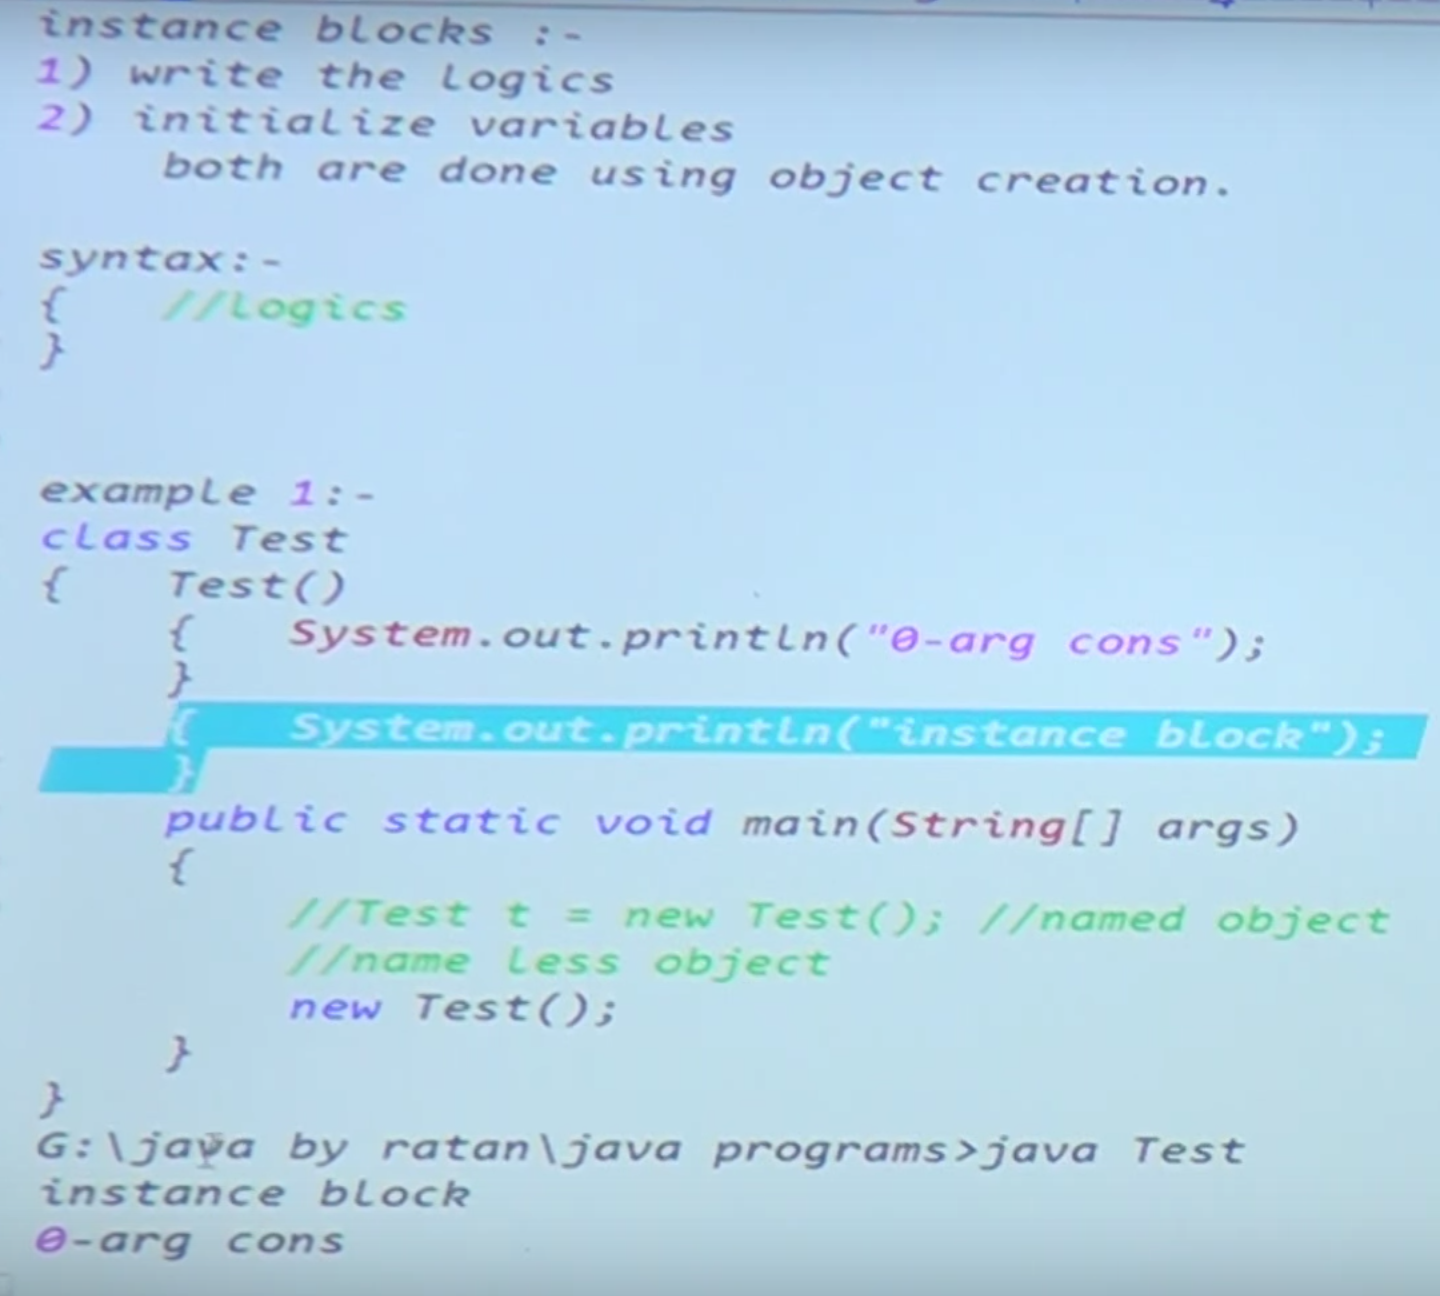 instance blocks :-
1) write the logics
2) initialize variables
both are done using object creation.
syntax:-
{ //logics
}
example 1:-
class Test
{ Test()
{ System.out.println("0-arg cons");
}
{ System.out.println("instance block");
}
public static void main(String[] args)
{
//Test t = new Test(); //named object
//name less object
new Test();
}
}
G:\java by ratan\java programs>java Test
instance block
0-arg cons